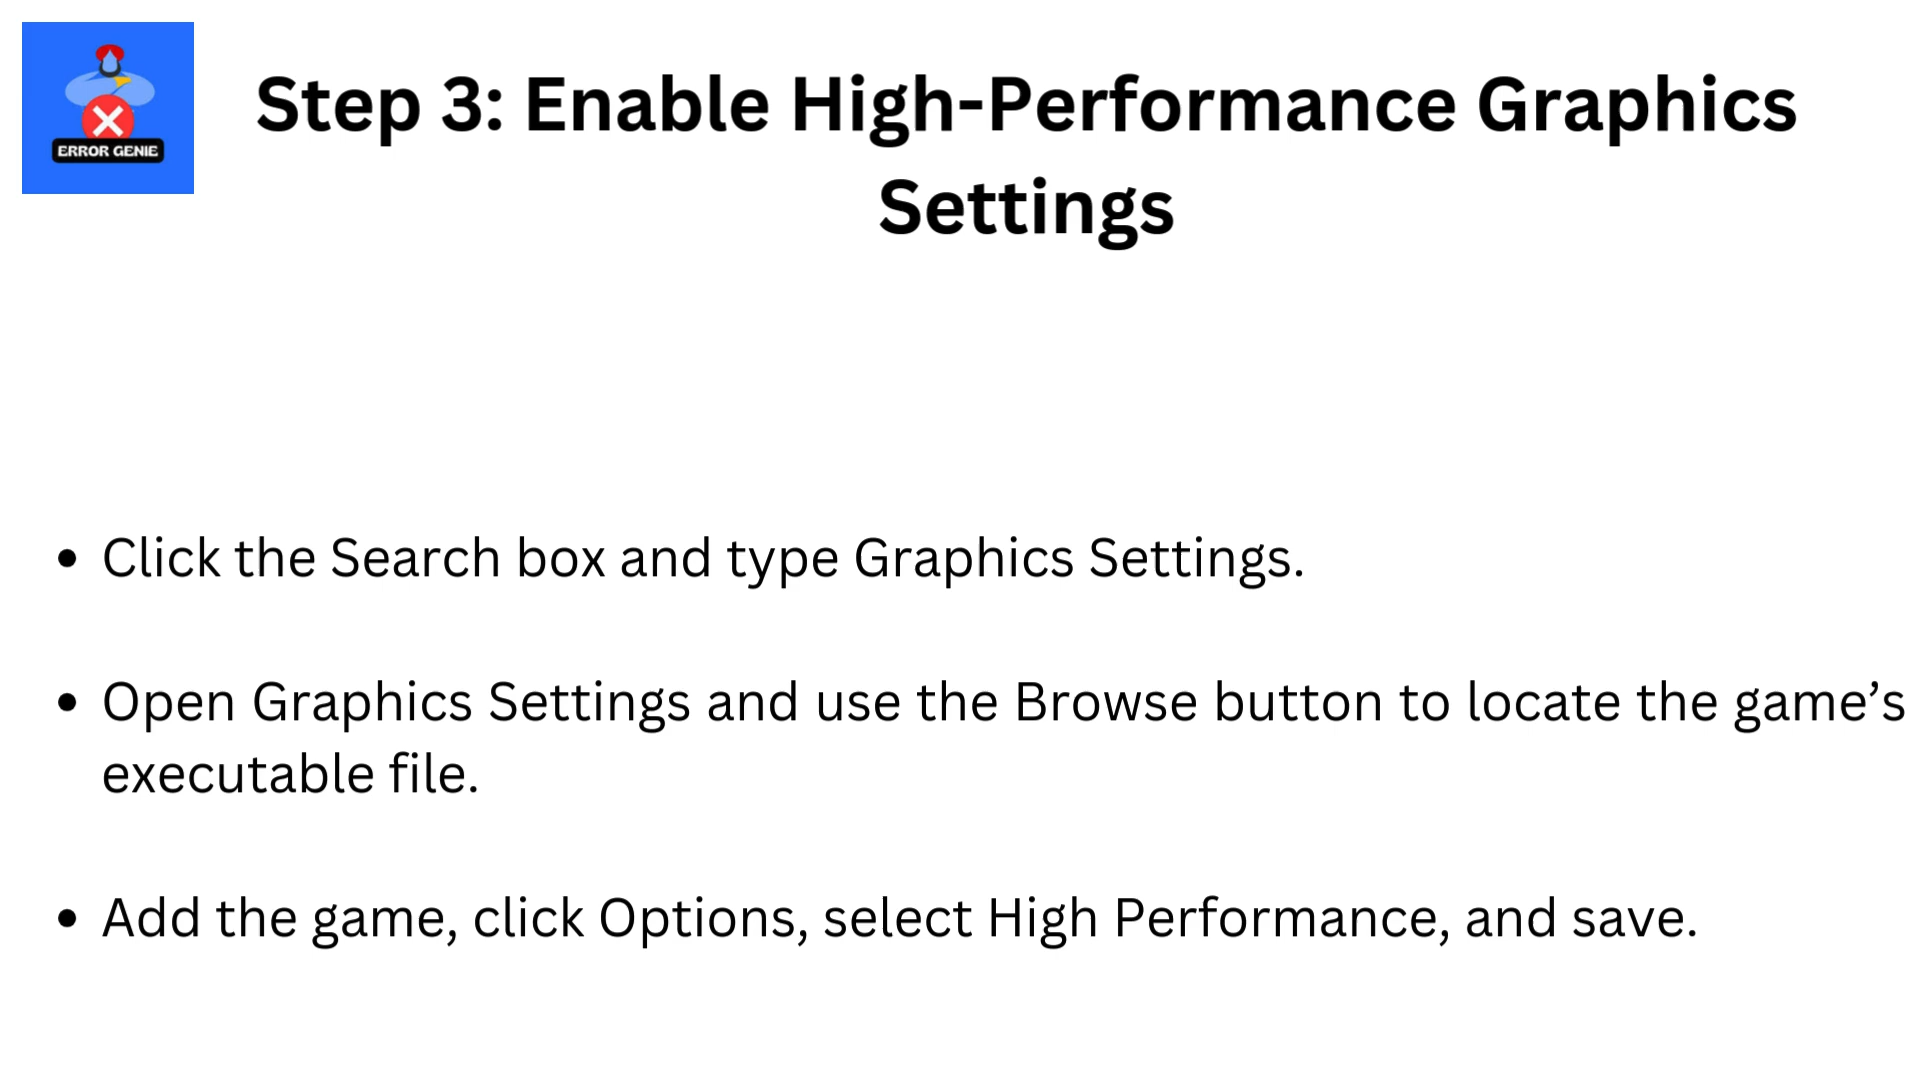 ERROR GENIE
Step 3: Enable High-Performance Graphics
Settings
• Click the Search box and type Graphics Settings.
• Open Graphics Settings and use the Browse button to locate the game’s
executable file.
• Add the game, click Options, select High Performance, and save.